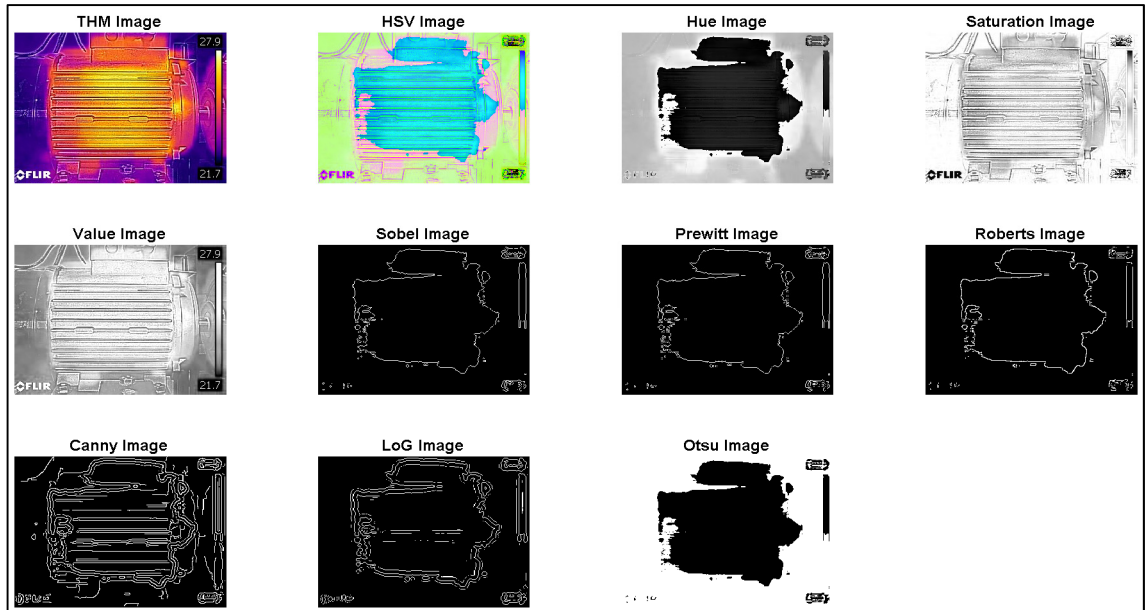 THM Image
HSV Image
Hue Image
Saturation Image
27.9
FLIR
21.7
FLIR
FLIR
Value Image
Sobel Image
Prewitt Image
Roberts Image
27.9
FLIR
21.7
Canny Image
LoG Image
Otsu Image